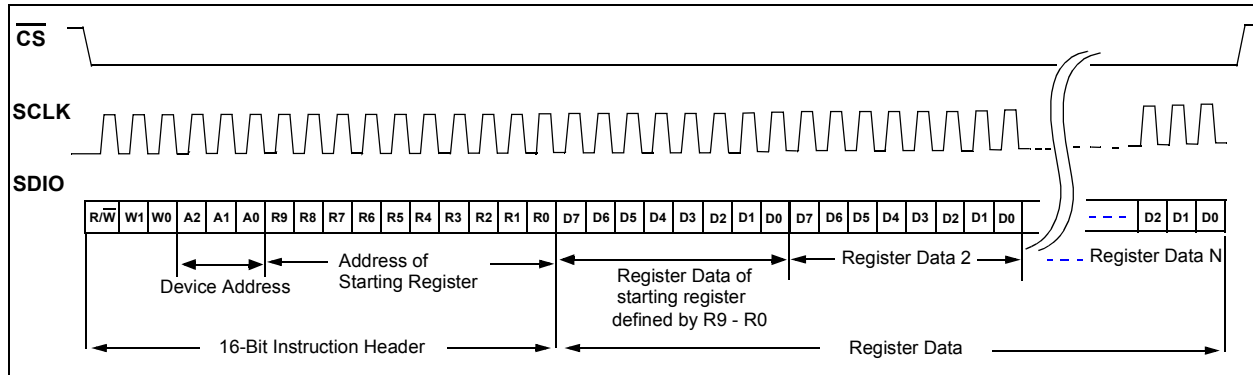 CS
SCLK
SDIO
R/W W1 W0 A2 A1 A0 R9 R8 R7 R6 R5 R4 R3 R2 R1 R0 D7 D6 D5 D4 D3 D2 D1 D0 D7 D6 D5 D4 D3 D2 D1 D0 D2 D1 D0
Device Address
Address of
Starting Register
Register Data of
starting register
defined by R9 - R0
Register Data 2
Register Data N
16-Bit Instruction Header
Register Data